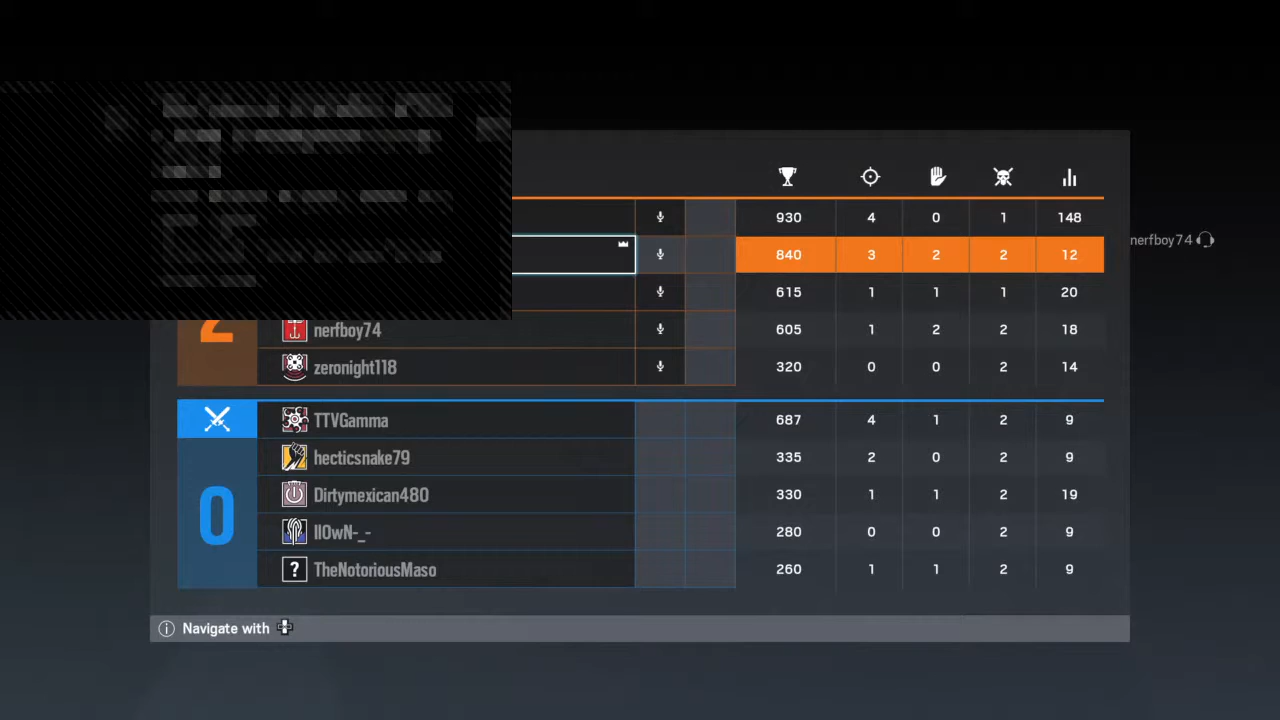 930 4 0 1 148
840 3 2 2 12
nerfboy74
615 1 1 1 20
nerfboy74 605 1 2 2 18
zeronight118 320 0 0 2 14
TTVGamma 687 4 1 2 9
hecticsnake79 335 2 0 2 9
Dirtymexican480 330 1 1 2 19
0
llOwN-_- 280 0 0 2 9
? TheNotoriousMaso 260 1 1 2 9
Navigate with